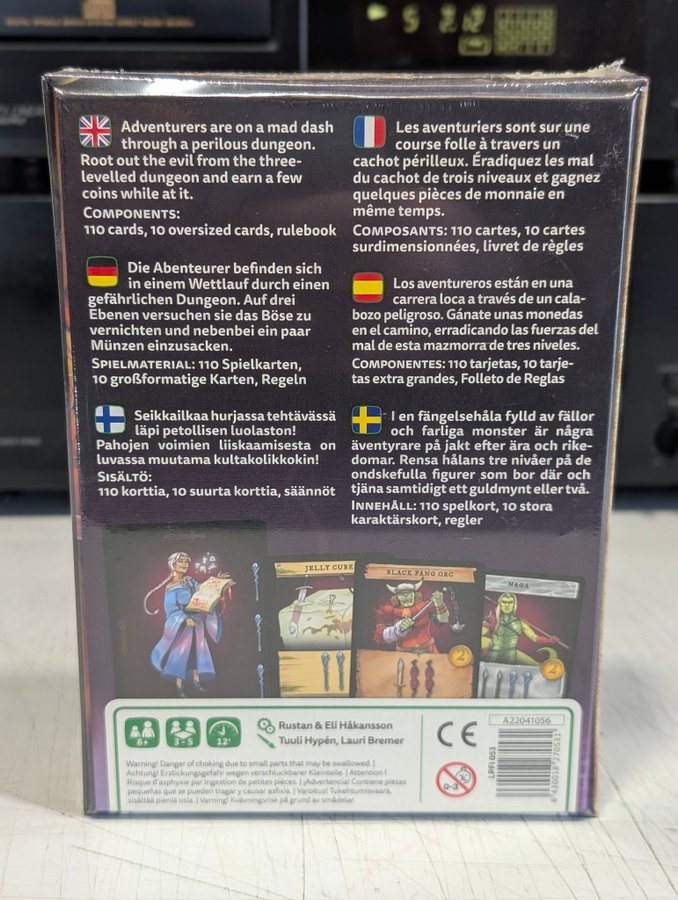 5 2.12
Adventurers are on a mad dash
through a perilous dungeon.
Root out the evil from the three-
levelled dungeon and earn a few
coins while at it.
COMPONENTS:
110 cards, 10 oversized cards, rulebook
Les aventuriers sont sur une
course folle à travers un
cachot périlleux. Éradiquez les mal
du cachot de trois niveaux et gagnez
quelques pièces de monnaie en
même temps.
COMPOSANTS: 110 cartes, 10 cartes
surdimensionnées, livret de règles
Die Abenteurer befinden sich
in einem Wettlauf durch einen
gefährlichen Dungeon. Auf drei
Ebenen versuchen sie das Böse zu
vernichten und nebenbei ein paar
Münzen einzusacken.
SPIELMATERIAL: 110 Spielkarten,
10 großformatige Karten, Regeln
Los aventureros están en una
carrera loca a través de un cala-
bozo peligroso. Gánate unas monedas
en el camino, erradicando las fuerzas del
mal de esta mazmorra de tres niveles.
COMPONENTES: 110 tarjetas, 10 tarje-
tas extra grandes, Folleto de Reglas
Seikkailkaa hurjassa tehtävässä
läpi petollisen luolaston!
Pahojen voimien liiskaamisesta on
luvassa muutama kultakolikkokin!
SISÄLTÖ:
110 korttia, 10 suurta korttia, säännöt
I en fängelsehåla fylld av fällor
och farliga monster är några
äventyrare på jakt efter ära och rike-
domar. Rensa hålans tre nivåer på de
ondskefulla figurer som bor där och
tjäna samtidigt ett guldmynt eller två.
INNEHÅLL: 110 spelkort, 10 stora
karaktärskort, regler
JELLY CUBE
BLACK FANG ORC
2
NAGA
2
8+
3-5
12'
Rustan & Eli Håkansson
Tuuli Hypén, Lauri Bremer
Warning! Danger of choking due to small parts that may be swallowed. |
Achtung! Erstickungsgefahr wegen verschluckbarer Kleinteile. | Attention !
Risque d'asphyxie par ingestion de petites pièces. | ¡Advertencia! Contiene piezas
pequeñas que se pueden tragar y causar asfixia. | Varoitus! Tukehtumisvaara,
sisältää pieniä osia. | Varning! Kvävningsrisk på grund av smådelar.
CE
0-3
A22041056
LPFI Q53
6 430018 270531